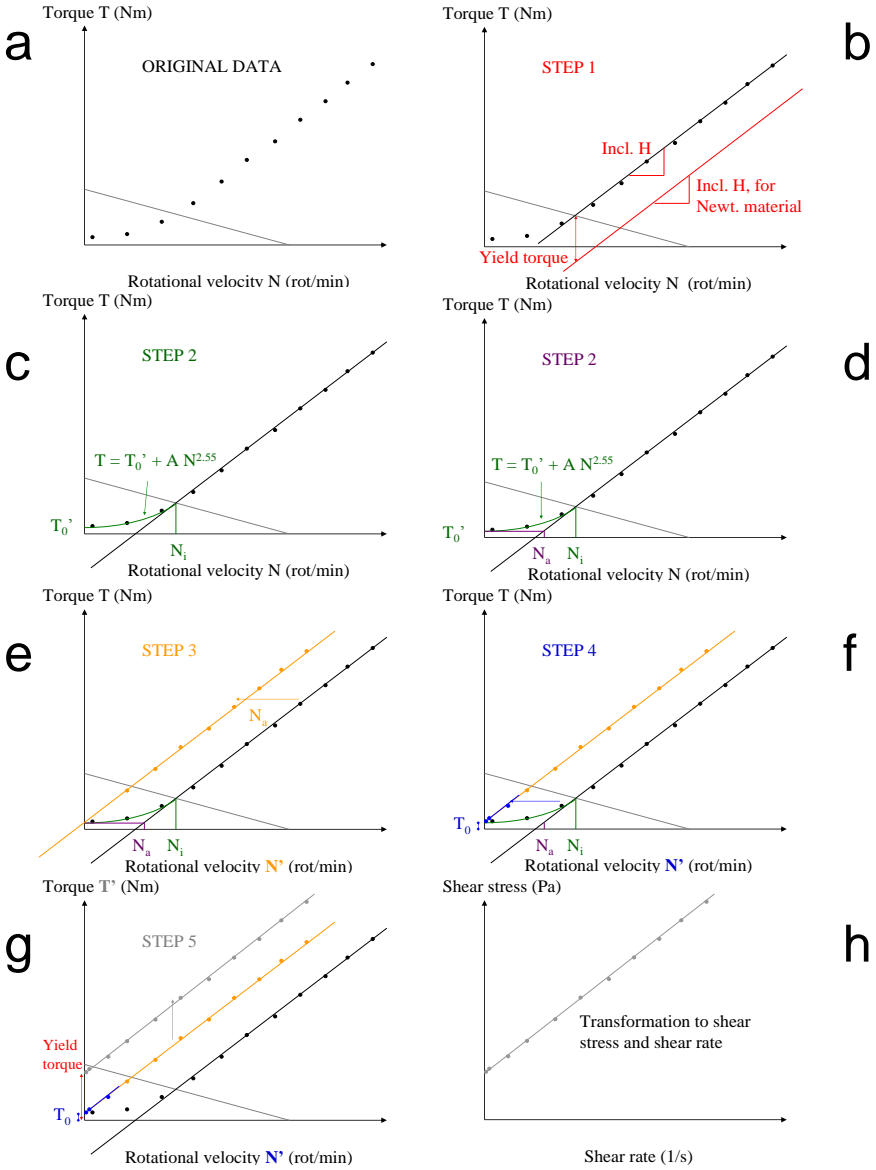 Torque T (Nm)
a
ORIGINAL DATA
Rotational velocity N (rot/min)
Torque T (Nm)
b
STEP 1
Incl. H
Incl. H, for
Newt. material
Yield torque
Rotational velocity N (rot/min)
Torque T (Nm)
c
STEP 2
T = T0’ + A N2.55
T0’
Ni
Rotational velocity N (rot/min)
Torque T (Nm)
d
STEP 2
T = T0’ + A N2.55
T0’
Na
Ni
Rotational velocity N (rot/min)
Torque T (Nm)
e
STEP 3
Na
Na
Ni
Rotational velocity N’ (rot/min)
Torque T (Nm)
f
STEP 4
T0
Na
Ni
Rotational velocity N’ (rot/min)
Torque T’ (Nm)
g
STEP 5
Yield
torque
T0
Rotational velocity N’ (rot/min)
Shear stress (Pa)
h
Transformation to shear
stress and shear rate
Shear rate (1/s)